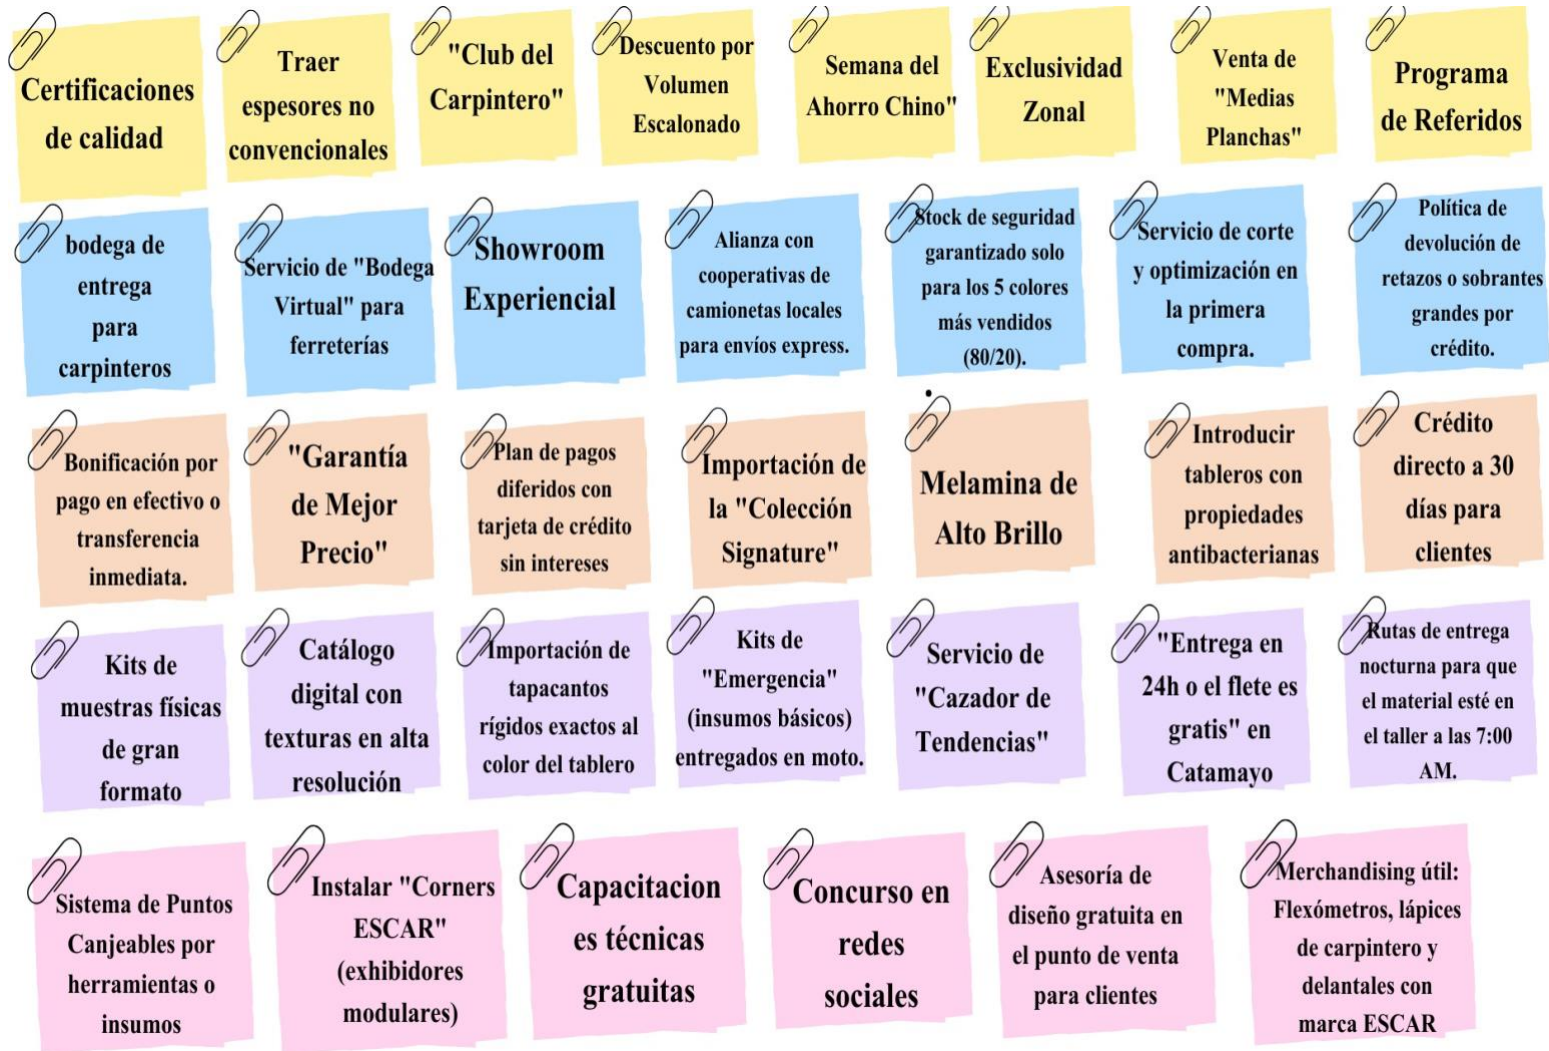 Certificaciones
de calidad
Traer
espesores no
convencionales
"Club del
Carpintero"
Descuento por
Volumen
Escalonado
Semana del
Ahorro Chino"
Exclusividad
Zonal
Venta de
"Medias
Planchas"
Programa
de Referidos
bodega de
entrega
para
carpinteros
Servicio de "Bodega
Virtual" para
ferreterías
Showroom
Experiencial
Alianza con
cooperativas de
camionetas locales
para envíos express.
Stock de seguridad
garantizado solo
para los 5 colores
más vendidos
(80/20).
Servicio de corte
y optimización en
la primera
compra.
Política de
devolución de
retazos o sobrantes
grandes por
crédito.
Bonificación por
pago en efectivo o
transferencia
inmediata.
"Garantía
de Mejor
Precio"
Plan de pagos
diferidos con
tarjeta de crédito
sin intereses
Importación de
la "Colección
Signature"
Melamina de
Alto Brillo
Introducir
tableros con
propiedades
antibacterianas
Crédito
directo a 30
días para
clientes
Kits de
muestras físicas
de gran
formato
Catálogo
digital con
texturas en alta
resolución
Importación de
tapacantos
rígidos exactos al
color del tablero
Kits de
"Emergencia"
(insumos básicos)
entregados en moto.
Servicio de
"Cazador de
Tendencias"
"Entrega en
24h o el flete es
gratis" en
Catamayo
Rutas de entrega
nocturna para que
el material esté en
el taller a las 7:00
AM.
Sistema de Puntos
Canjeables por
herramientas o
insumos
Instalar "Corners
ESCAR"
(exhibidores
modulares)
Capacitacion
es técnicas
gratuitas
Concurso en
redes
sociales
Asesoría de
diseño gratuita en
el punto de venta
para clientes
Merchandising útil:
Flexómetros, lápices
de carpintero y
delantales con
marca ESCAR